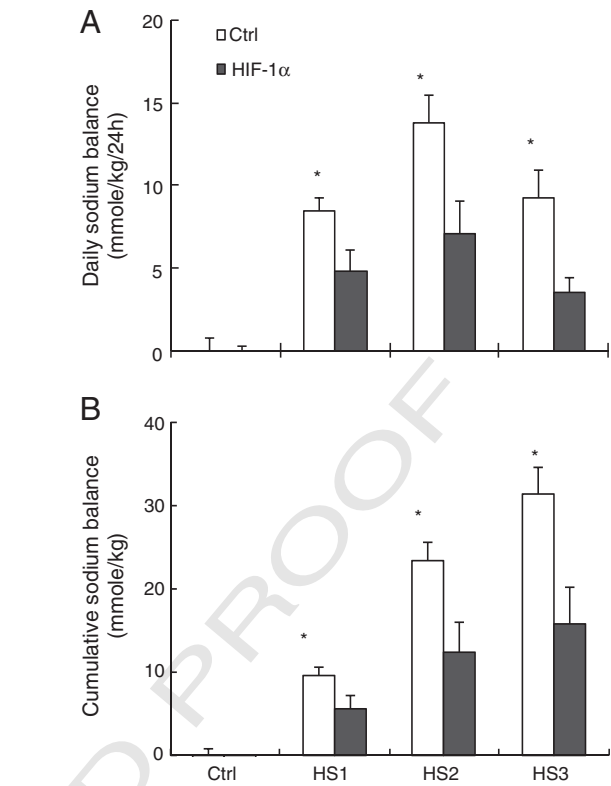 A
20
Ctrl
HIF-1α
15
10
5
0
Daily sodium balance
(mmole/kg/24h)
*
*
*
B
40
30
20
10
0
Cumulative sodium balance
(mmole/kg)
*
*
*
Ctrl HS1 HS2 HS3
D PROOF